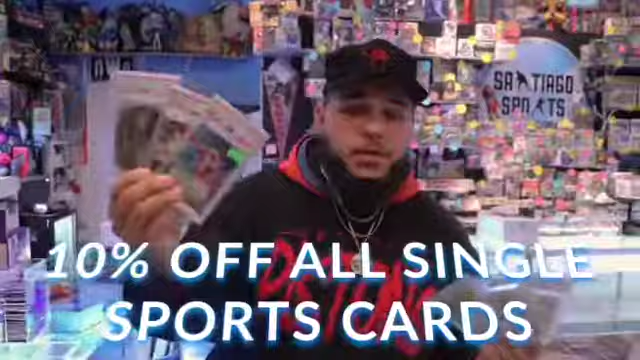 SANTIAGO
SPORTS
10% OFF ALL SINGLE
SPORTS CARDS